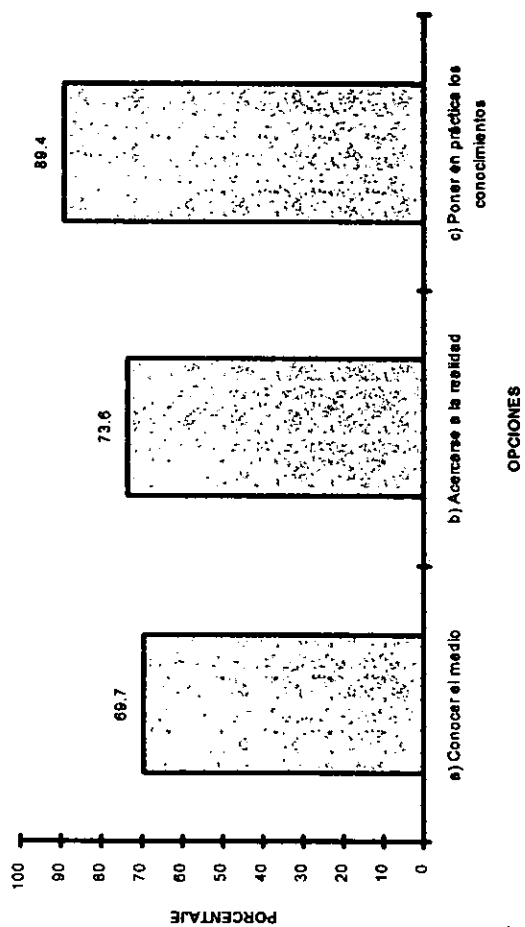 PORCENTAJE
100
90
80
70
60
50
40
30
20
10
0
69.7
73.6
89.4
a) Conocer el medio
b) Acercarse a la realidad
c) Poner en práctica los
conocimientos
OPCIONES